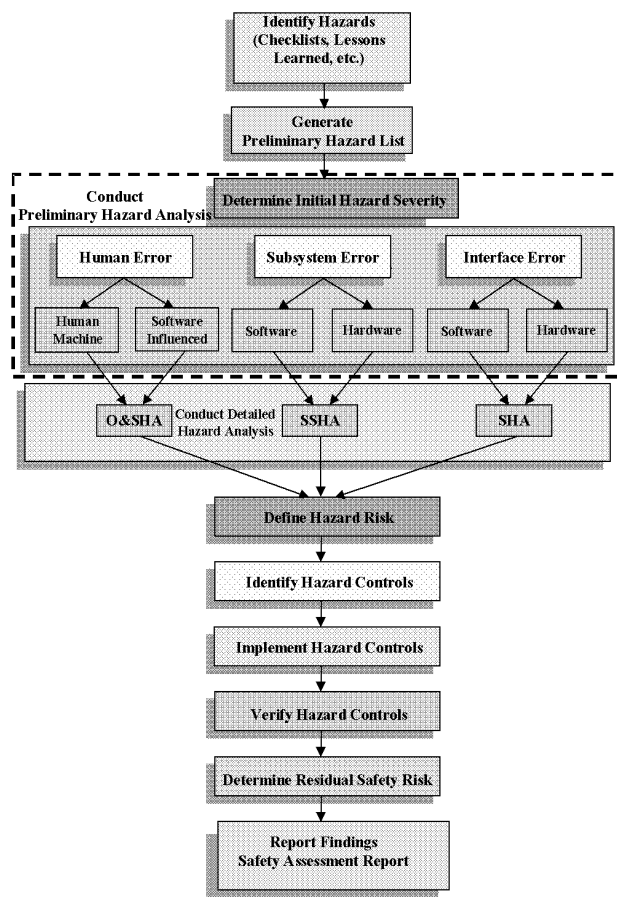 Identify Hazards
(Checklists, Lessons
Learned, etc.)
Generate
Preliminary Hazard List
Conduct
Preliminary Hazard Analysis
Determine Initial Hazard Severity
Human Error
Subsystem Error
Interface Error
Human
Machine
Software
Influenced
Software
Hardware
Software
Hardware
O&SHA
Conduct Detailed
Hazard Analysis
SSHA
SHA
Define Hazard Risk
Identify Hazard Controls
Implement Hazard Controls
Verify Hazard Controls
Determine Residual Safety Risk
Report Findings
Safety Assessment Report